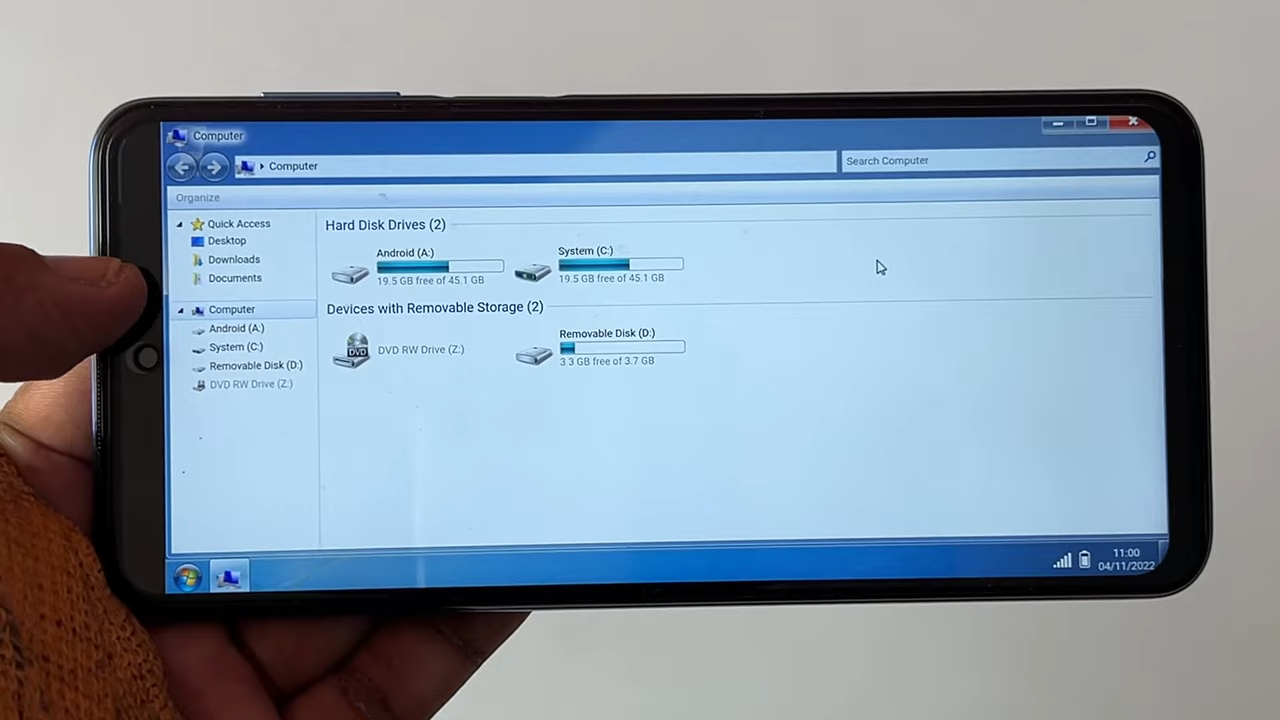 Computer
Computer
Search Computer
Organize
Quick Access
Desktop
Downloads
Documents
Computer
Android (A:)
System (C:)
Removable Disk (D:)
DVD RW Drive (Z:)
Hard Disk Drives (2)
Android (A:)
19.5 GB free of 45.1 GB
System (C:)
19.5 GB free of 45.1 GB
Devices with Removable Storage (2)
DVD
DVD RW Drive (Z:)
Removable Disk (D:)
3 3 GB free of 3.7 GB
11:00
04/11/2022